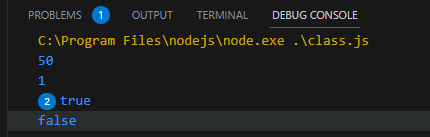 PROBLEMS 1 OUTPUT TERMINAL DEBUG CONSOLE
C:\Program Files\nodejs\node.exe .\class.js
50
1
2 true
false